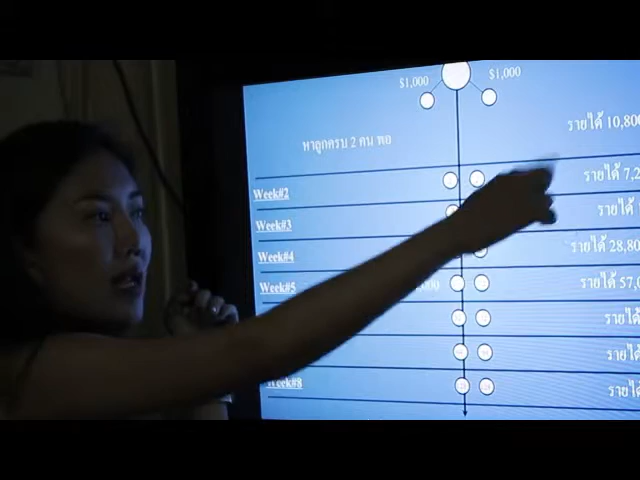 $1,000 $1,000
รายได้ 10,800
หาลูกครบ 2 คน พอ
Week#2 รายได้ 7,2
Week#3 รายได้
Week#4 รายได้ 28,80
Week#5 รายได้ 57,0
รายได้
รายได้
Week#8 รายได้